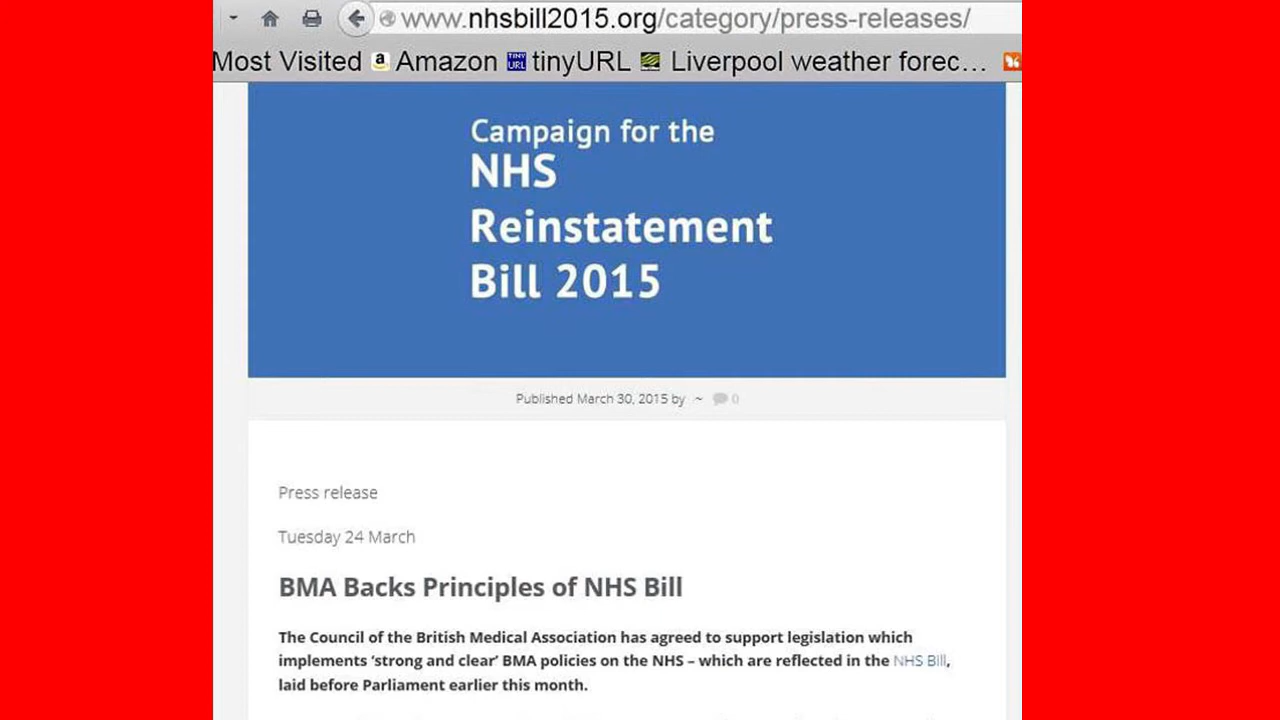 www.nhsbill2015.org/category/press-releases/
Most Visited Amazon TINY URL tinyURL Liverpool weather forec...
Campaign for the
NHS
Reinstatement
Bill 2015
Published March 30, 2015 by ~ 0
Press release
Tuesday 24 March
BMA Backs Principles of NHS Bill
The Council of the British Medical Association has agreed to support legislation which
implements ‘strong and clear’ BMA policies on the NHS – which are reflected in the NHS Bill,
laid before Parliament earlier this month.